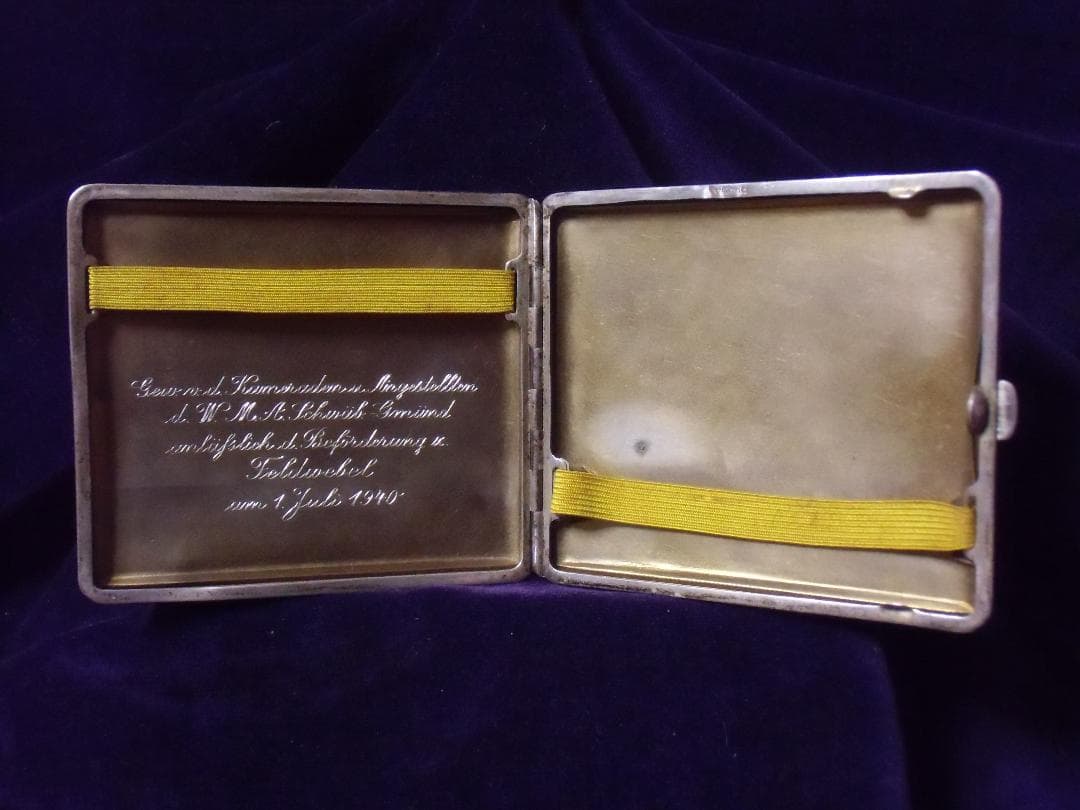 Gew. v. d. Kameraden u. Angestellten
d. W. M. A. Schwäb-Gmünd
anläßlich d. Beförderung z.
Feldwebel
am 1. Juli 1940